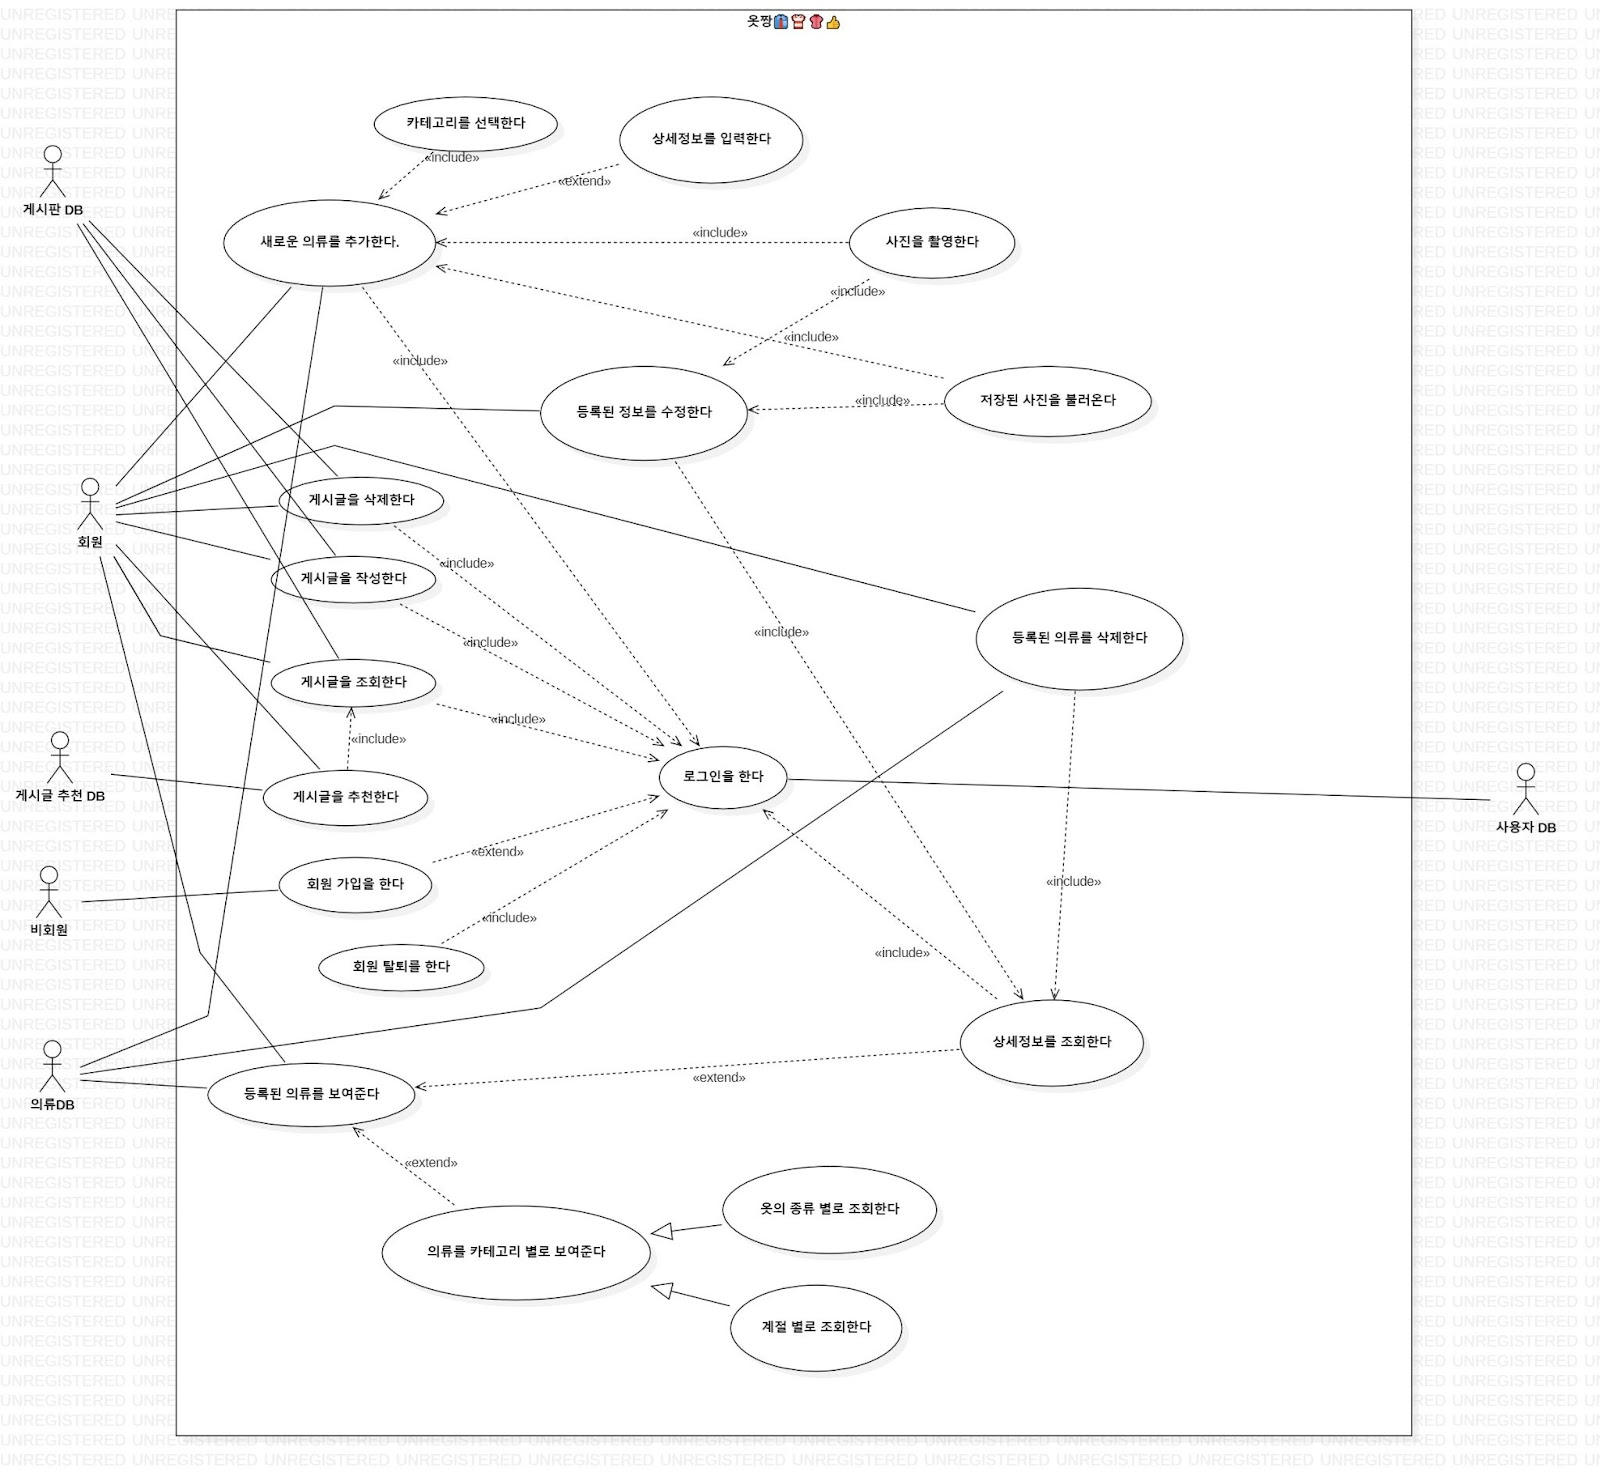 옷짱👔👚👍
카테고리를 선택한다
상세정보를 입력한다
«include»
«extend»
게시판 DB
새로운 의류를 추가한다.
«include»
사진을 촬영한다
«include»
«include»
«include»
등록된 정보를 수정한다
«include»
저장된 사진을 불러온다
게시글을 삭제한다
회원
«include»
게시글을 작성한다
«include»
«include»
등록된 의류를 삭제한다
게시글을 조회한다
«include»
«include»
로그인을 한다
게시글 추천 DB
게시글을 추천한다
사용자 DB
«extend»
회원 가입을 한다
«include»
«include»
비회원
«include»
회원 탈퇴를 한다
상세정보를 조회한다
«extend»
의류DB
등록된 의류를 보여준다
«extend»
옷의 종류 별로 조회한다
의류를 카테고리 별로 보여준다
계절 별로 조회한다
UNREGISTERED